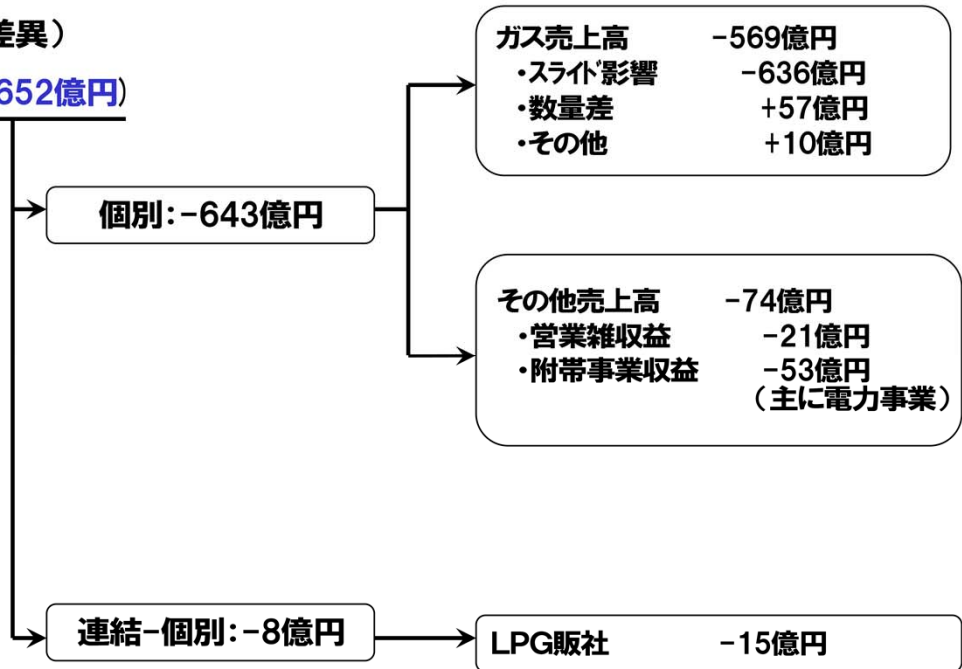 差異）
652億円)
ガス売上高 -569億円
・スライド影響 -636億円
・数量差 +57億円
・その他 +10億円
個別：-643億円
その他売上高 -74億円
・営業雑収益 -21億円
・附帯事業収益 -53億円
（主に電力事業）
連結-個別：-8億円
LPG販社 -15億円